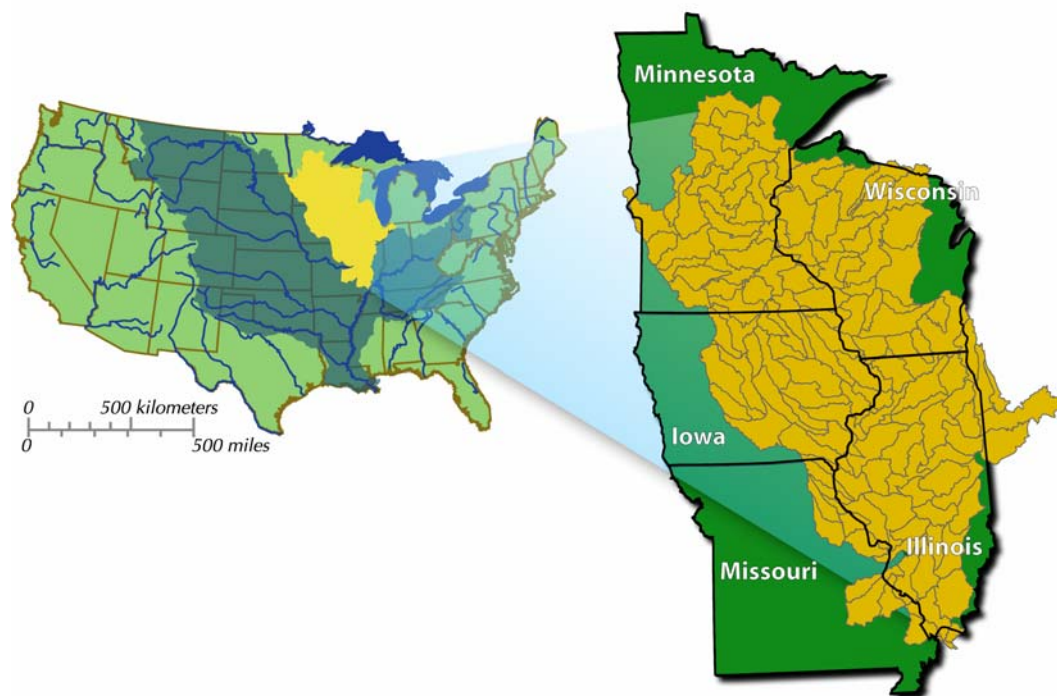 Minnesota
Wisconsin
0 500 kilometers
0 500 miles
Iowa
Illinois
Missouri